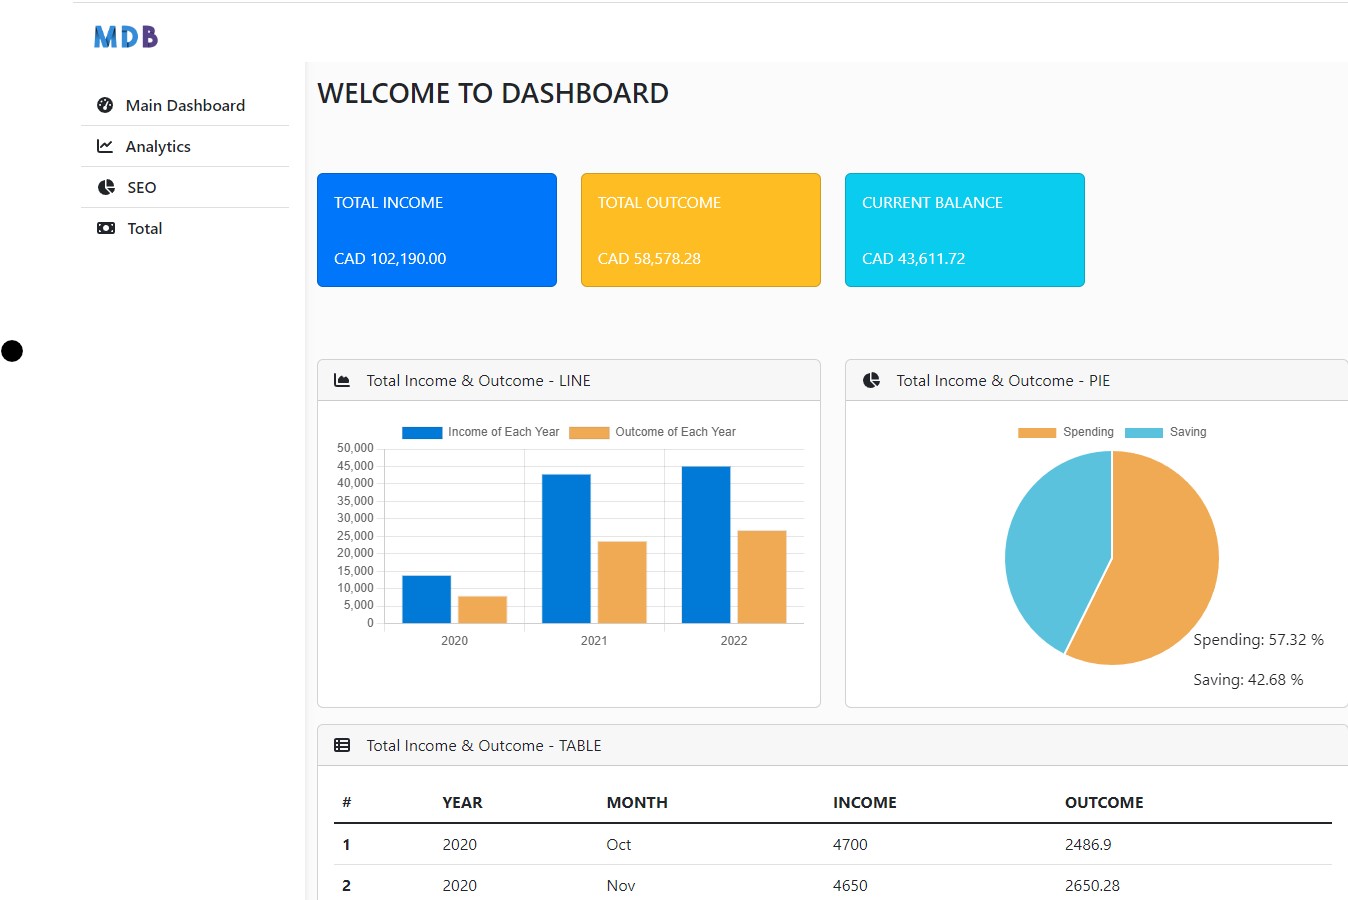 MDB
WELCOME TO DASHBOARD
Main Dashboard
Analytics
SEO
Total
TOTAL INCOME
CAD 102,190.00
TOTAL OUTCOME
CAD 58,578.28
CURRENT BALANCE
CAD 43,611.72
Total Income & Outcome - LINE
Income of Each Year Outcome of Each Year
50,000
45,000
40,000
35,000
30,000
25,000
20,000
15,000
10,000
5,000
0
2020 2021 2022
Total Income & Outcome - PIE
Spending Saving
Spending: 57.32 %
Saving: 42.68 %
Total Income & Outcome - TABLE
# YEAR MONTH INCOME OUTCOME
1 2020 Oct 4700 2486.9
2 2020 Nov 4650 2650.28